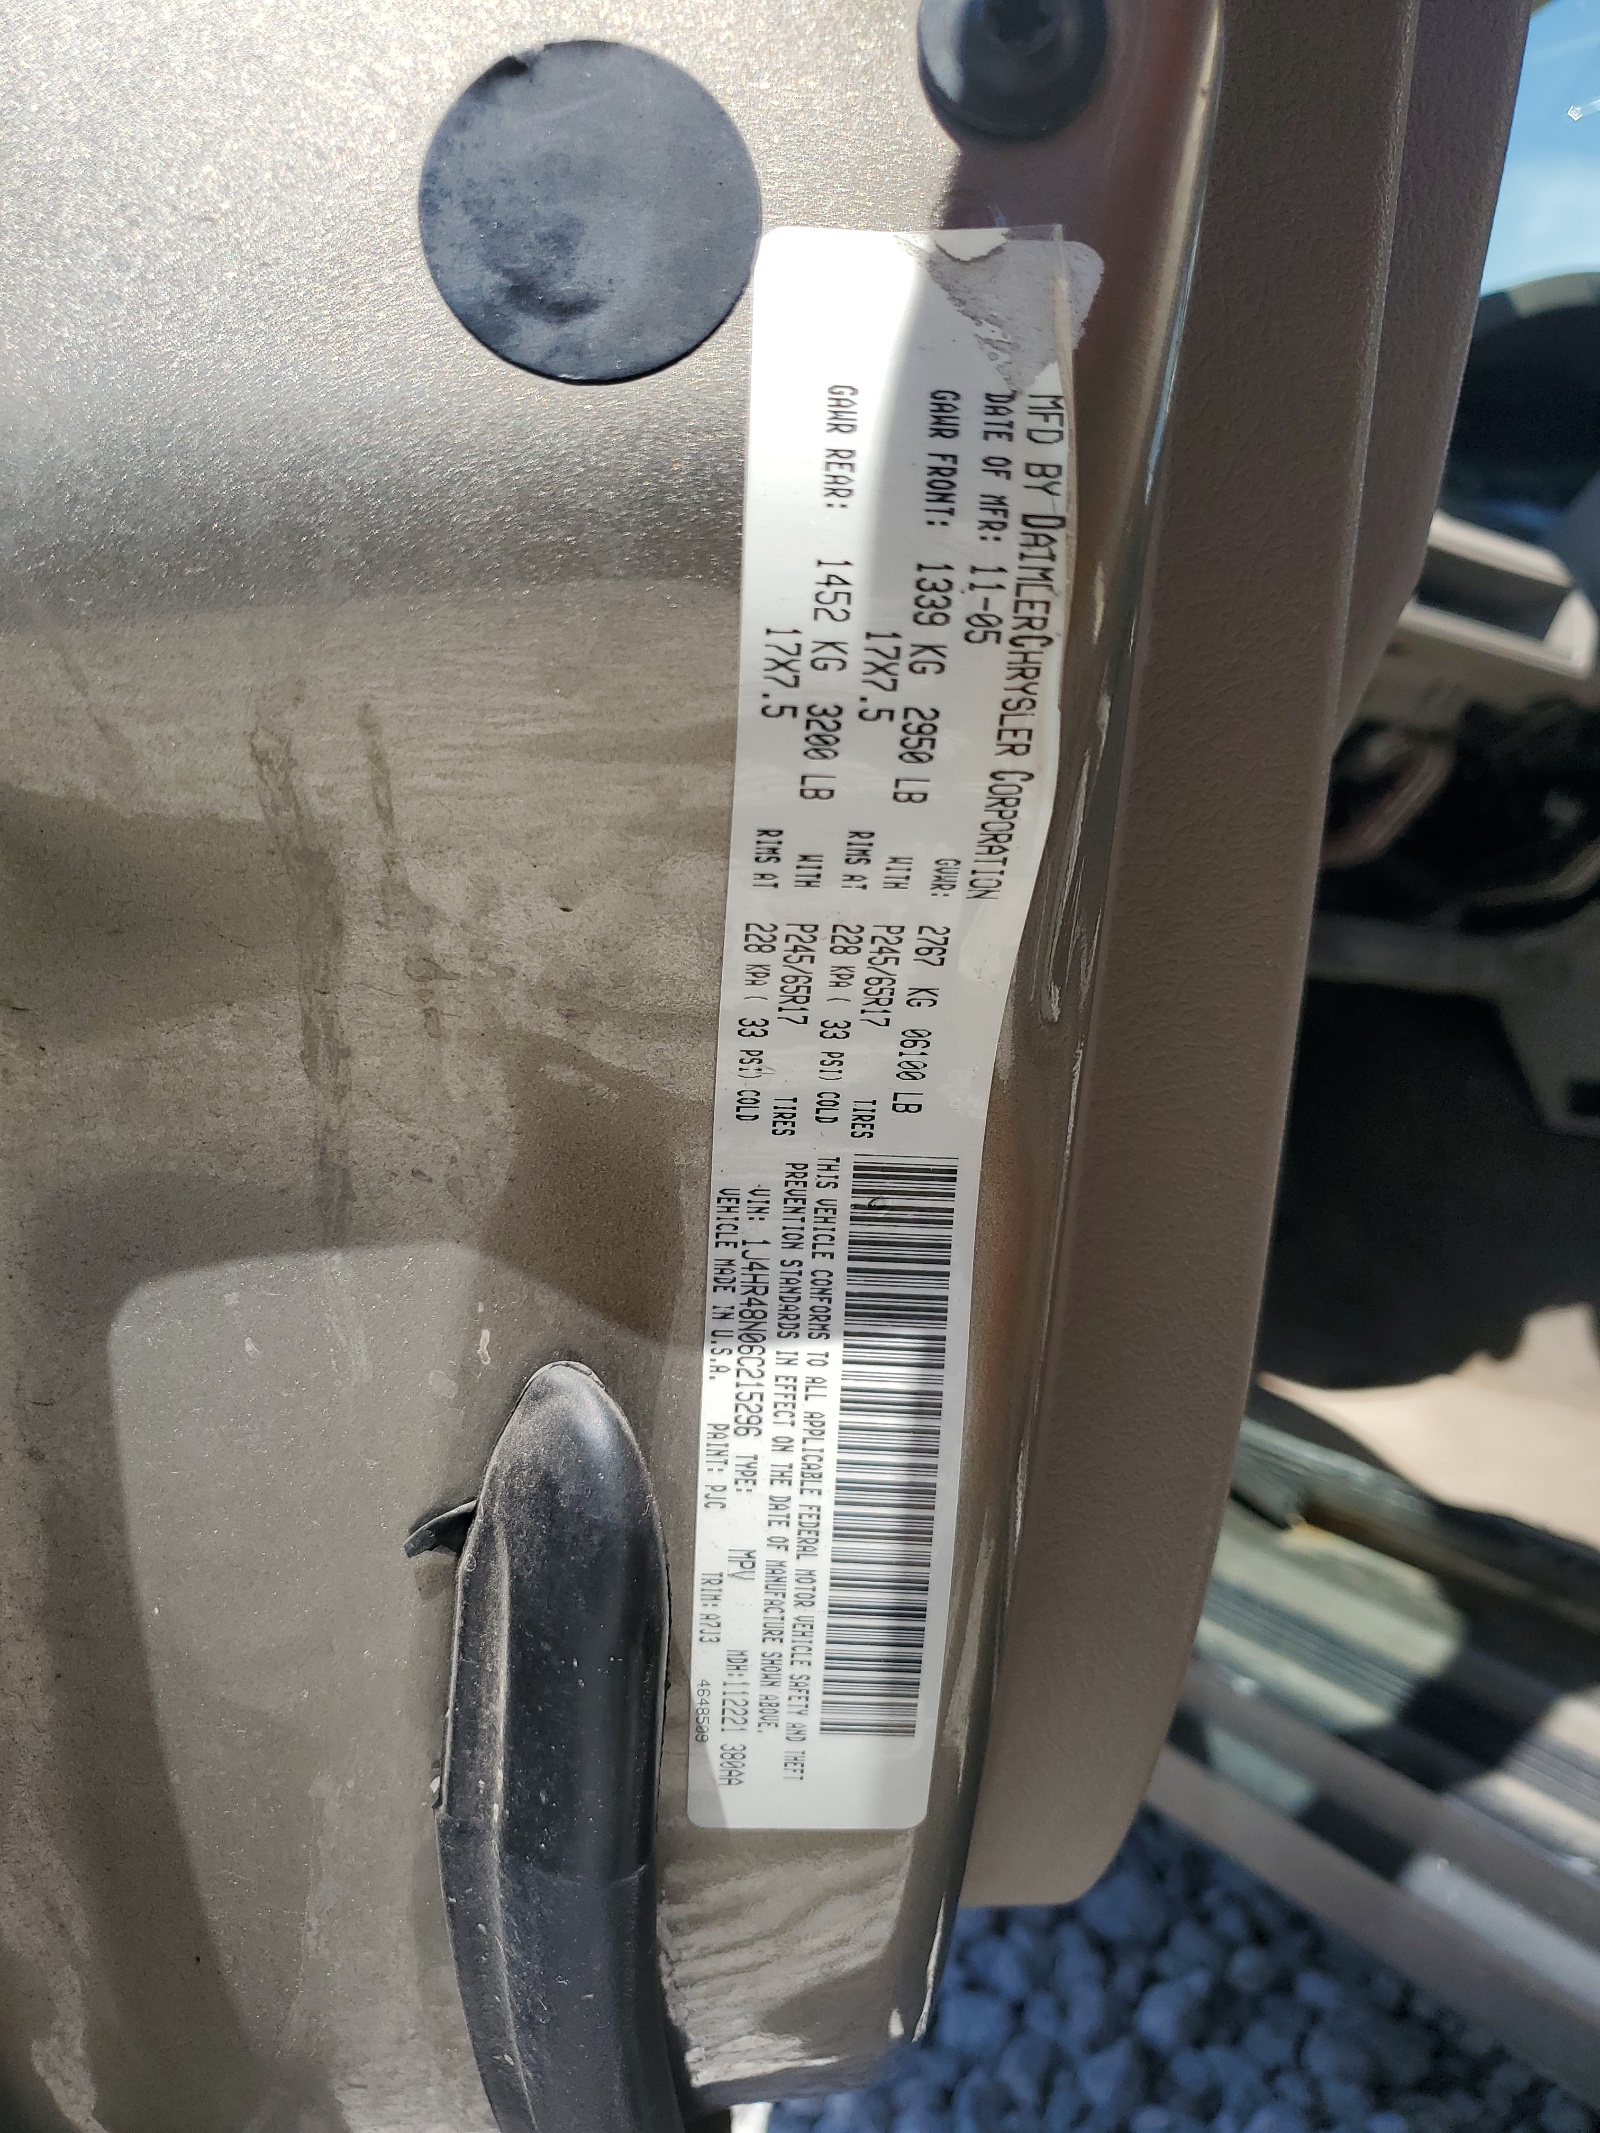 MFD BY DAIMLERCHRYSLER CORPORATION
DATE OF MFR: 11-05 GVWR: 2767 KG 06100 LB
GAWR FRONT: 1339 KG 2950 LB WITH P245/65R17 TIRES
17X7.5 RIMS AT 228 KPA ( 33 PSI) COLD
GAWR REAR: 1452 KG 3200 LB WITH P245/65R17 TIRES
17X7.5 RIMS AT 228 KPA ( 33 PSI) COLD
THIS VEHICLE CONFORMS TO ALL APPLICABLE FEDERAL MOTOR VEHICLE SAFETY AND THEFT
PREVENTION STANDARDS IN EFFECT ON THE DATE OF MANUFACTURE SHOWN ABOVE.
VIN: 1J4HR48N06C215296 TYPE: MPV MDH:112221 380AA
VEHICLE MADE IN U.S.A. PAINT: PJC TRIM: A7J3 4648508